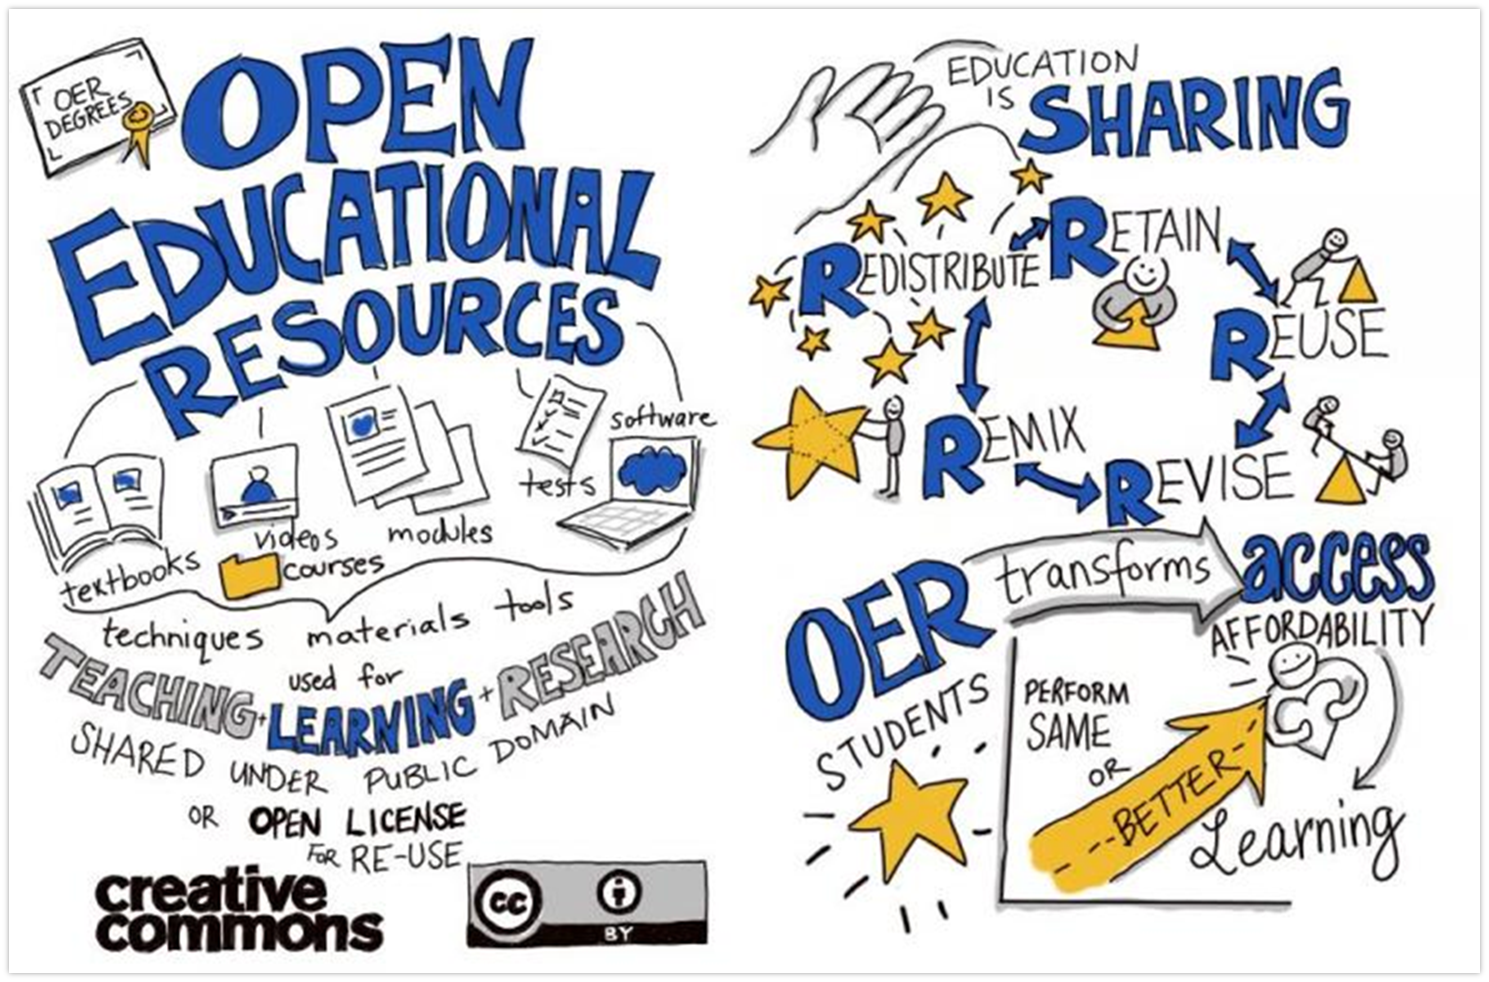 OER
DEGREES
OPEN
EDUCATIONAL
RESOURCES
software
tests
videos
modules
textbooks
courses
techniques materials tools
used for
TEACHING + LEARNING + RESEARCH
SHARED UNDER PUBLIC DOMAIN
OR OPEN LICENSE
FOR RE-USE
creative
commons
cc
BY
EDUCATION
IS SHARING
RETAIN
REDISTRIBUTE
REUSE
REMIX
REVISE
OER transforms access
AFFORDABILITY
STUDENTS
PERFORM
SAME
OR
BETTER
Learning